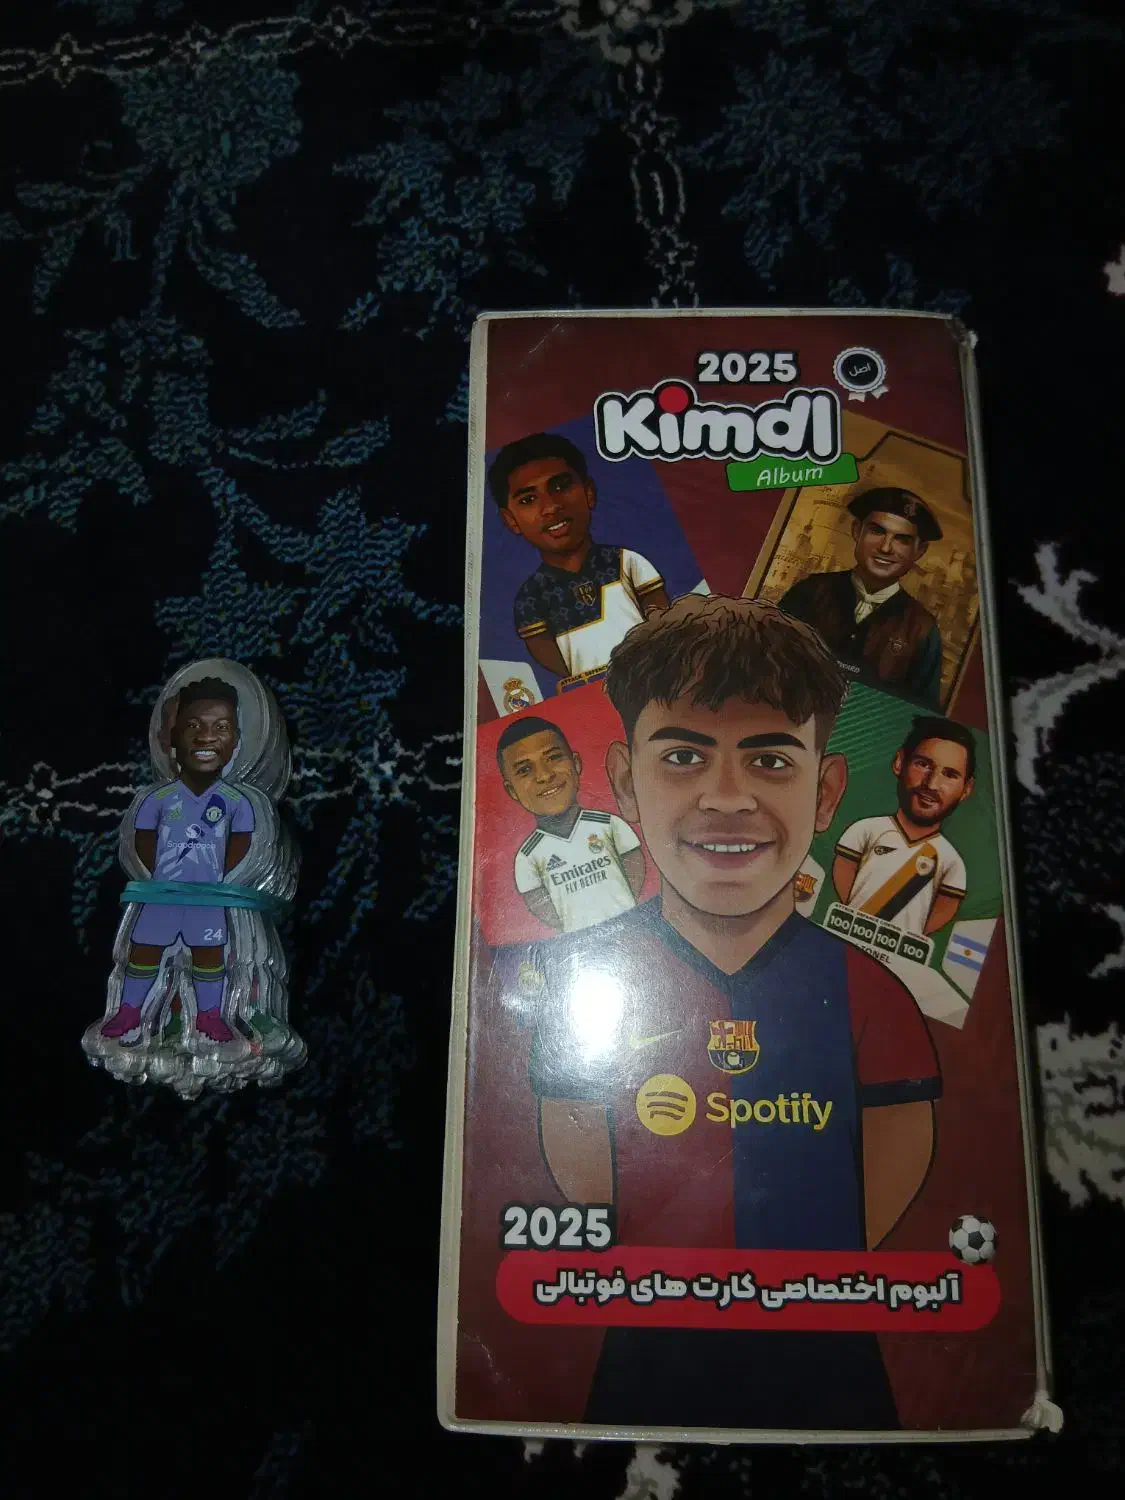 2025
اصل
Kimdl
Album
Emirates
FLY BETTER
100 100 100 100
Snapdragon
24
Spotify
2025
آلبوم اختصاصی کارت های فوتبالی